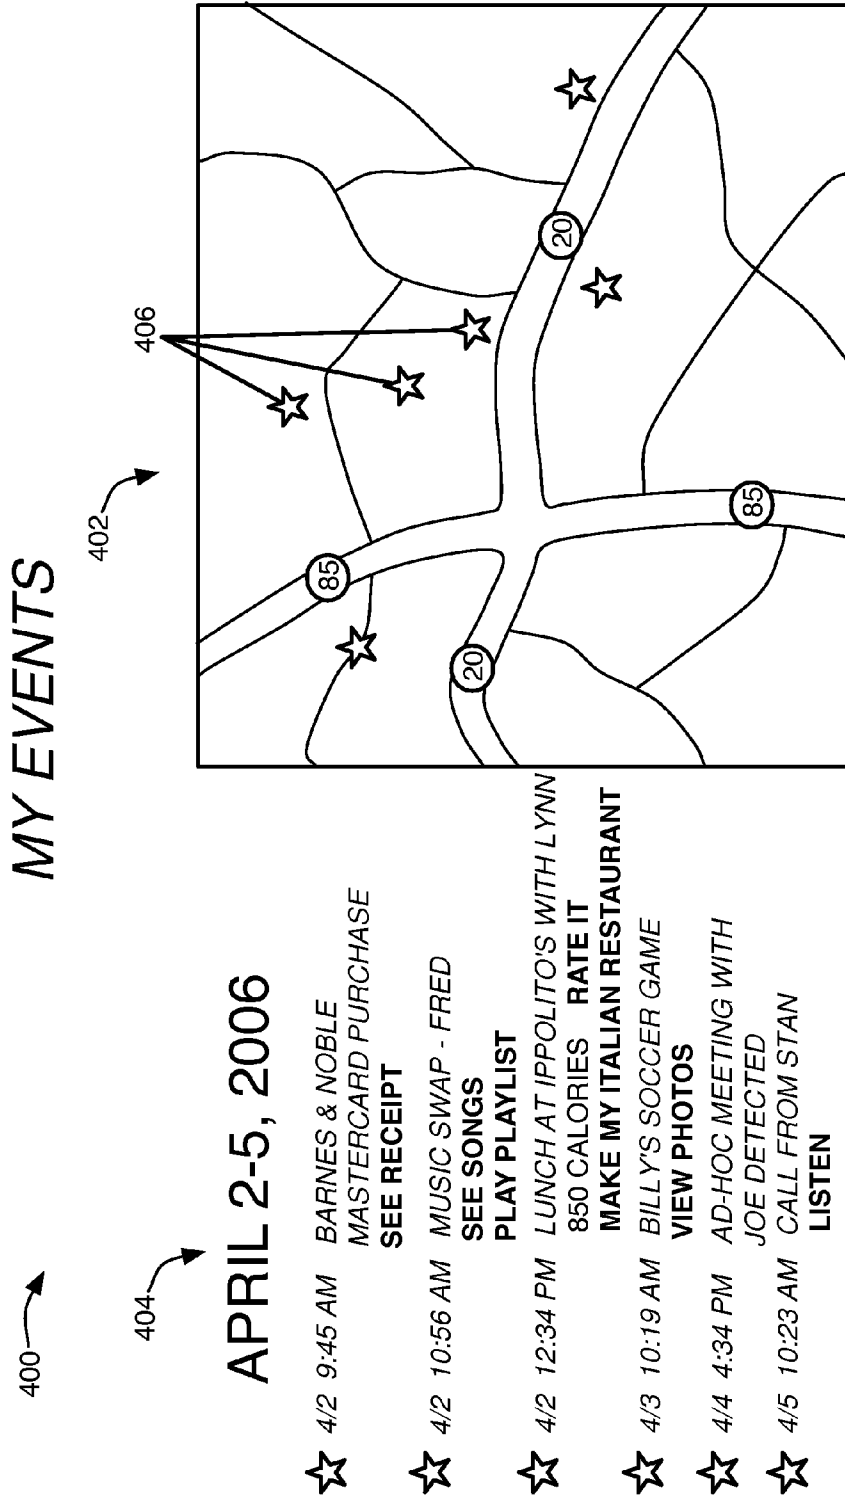 MY EVENTS
400
402
404
406
APRIL 2-5, 2006
4/2 9:45 AM BARNES & NOBLE
MASTERCARD PURCHASE
SEE RECEIPT
4/2 10:56 AM MUSIC SWAP - FRED
SEE SONGS
PLAY PLAYLIST
4/2 12:34 PM LUNCH AT IPPOLITO'S WITH LYNN
850 CALORIES RATE IT
MAKE MY ITALIAN RESTAURANT
4/3 10:19 AM BILLY'S SOCCER GAME
VIEW PHOTOS
4/4 4:34 PM AD-HOC MEETING WITH
JOE DETECTED
4/5 10:23 AM CALL FROM STAN
LISTEN
85
20
20
85